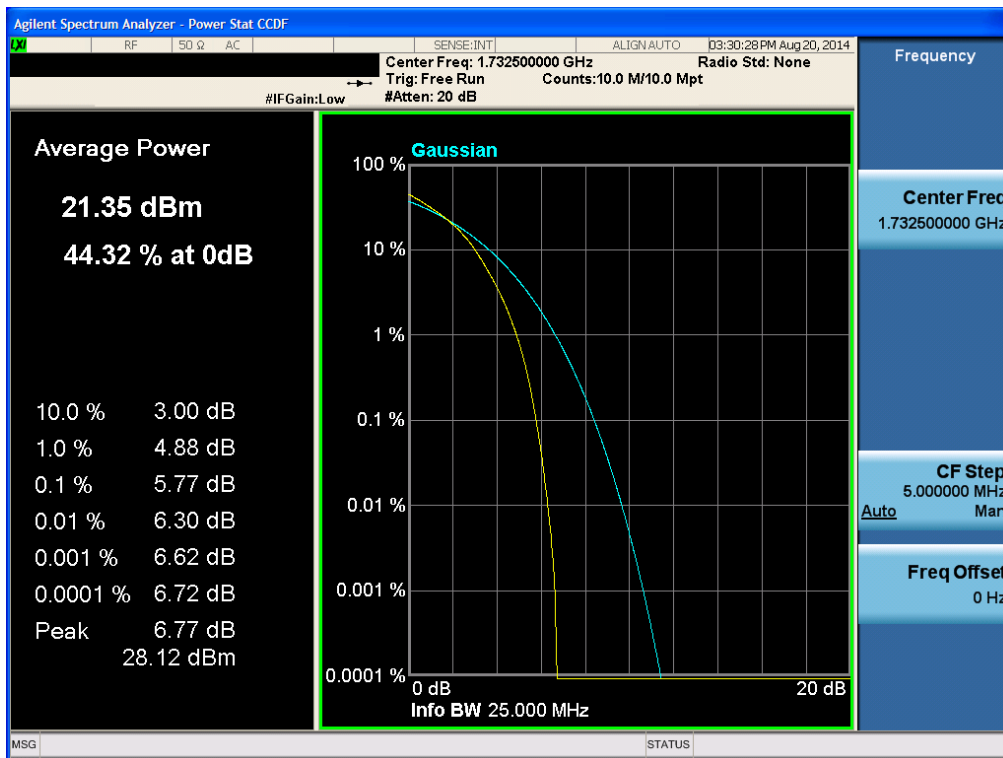 Agilent Spectrum Analyzer - Power Stat CCDF
LXI RF 50 Ω AC SENSE:INT ALIGNAUTO 03:30:28 PM Aug 20, 2014
Center Freq: 1.732500000 GHz Radio Std: None
Trig: Free Run Counts:10.0 M/10.0 Mpt
#IFGain:Low #Atten: 20 dB
Average Power
21.35 dBm
44.32 % at 0dB
10.0 % 3.00 dB
1.0 % 4.88 dB
0.1 % 5.77 dB
0.01 % 6.30 dB
0.001 % 6.62 dB
0.0001 % 6.72 dB
Peak 6.77 dB
28.12 dBm
Gaussian
100 %
10 %
1 %
0.1 %
0.01 %
0.001 %
0.0001 %
0 dB 20 dB
Info BW 25.000 MHz
Frequency
Center Freq
1.732500000 GHz
CF Step
5.000000 MHz
Auto Man
Freq Offset
0 Hz
MSG STATUS